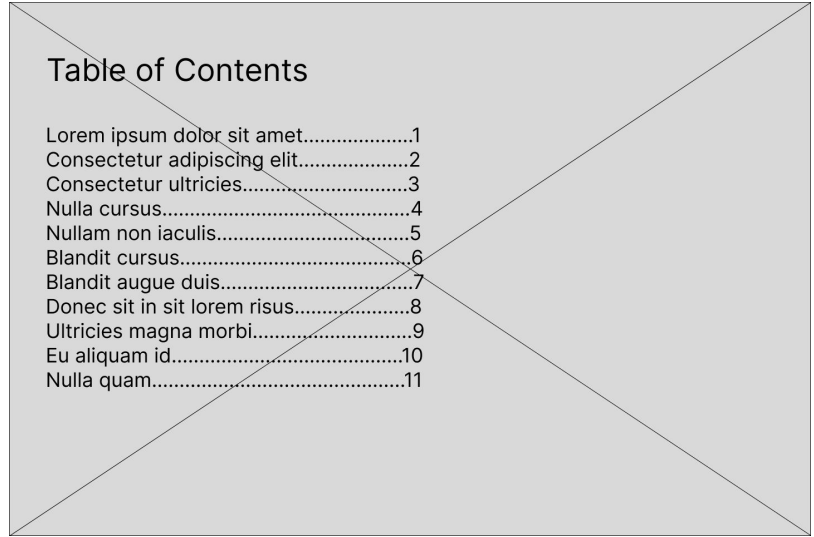 Table of Contents
Lorem ipsum dolor sit amet....................1
Consectetur adipiscing elit....................2
Consectetur ultricies..............................3
Nulla cursus.............................................4
Nullam non iaculis...................................5
Blandit cursus..........................................6
Blandit augue duis...................................7
Donec sit in sit lorem risus.....................8
Ultricies magna morbi.............................9
Eu aliquam id..........................................10
Nulla quam..............................................11